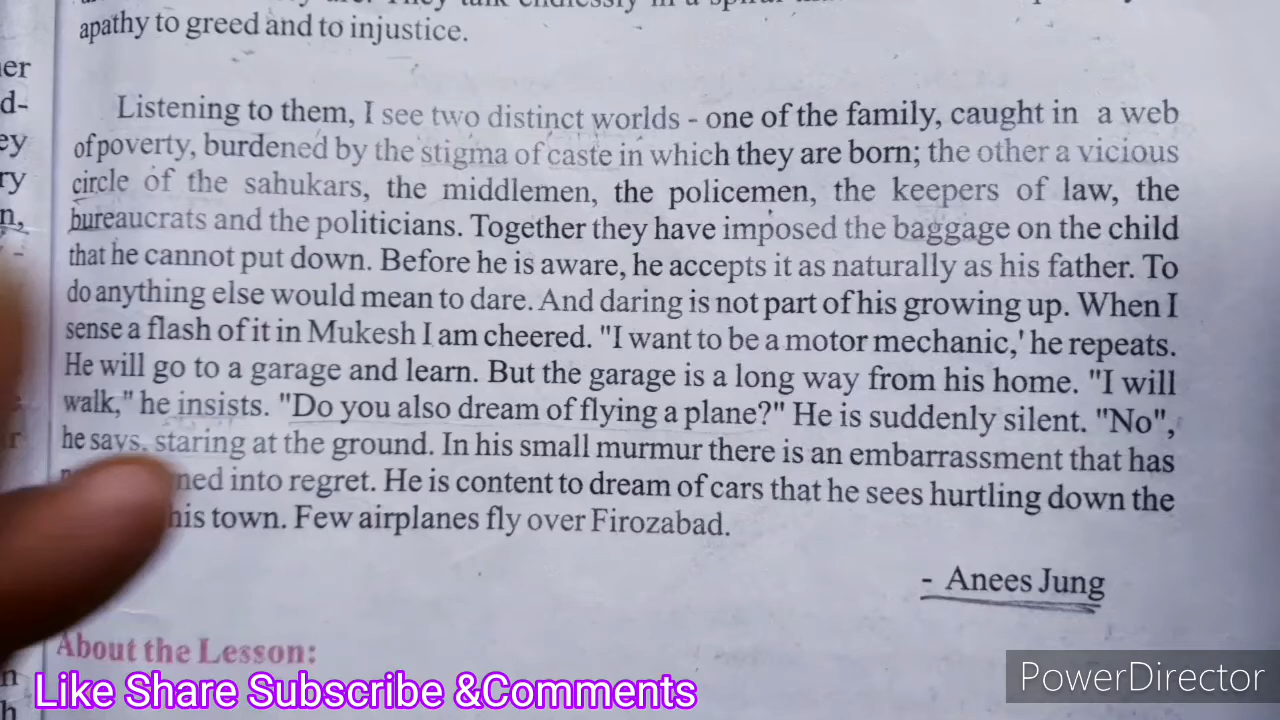 apathy to greed and to injustice.
er
d-
ey
ry
n,
Listening to them, I see two distinct worlds - one of the family, caught in a web
of poverty, burdened by the stigma of caste in which they are born; the other a vicious
circle of the sahukars, the middlemen, the policemen, the keepers of law, the
bureaucrats and the politicians. Together they have imposed the baggage on the child
that he cannot put down. Before he is aware, he accepts it as naturally as his father. To
do anything else would mean to dare. And daring is not part of his growing up. When I
sense a flash of it in Mukesh I am cheered. "I want to be a motor mechanic,' he repeats.
He will go to a garage and learn. But the garage is a long way from his home. "I will
walk," he insists. "Do you also dream of flying a plane?" He is suddenly silent. "No",
he says, staring at the ground. In his small murmur there is an embarrassment that has
ned into regret. He is content to dream of cars that he sees hurtling down the
his town. Few airplanes fly over Firozabad.
- Anees Jung
About the Lesson:
Like Share Subscribe &Comments
PowerDirector